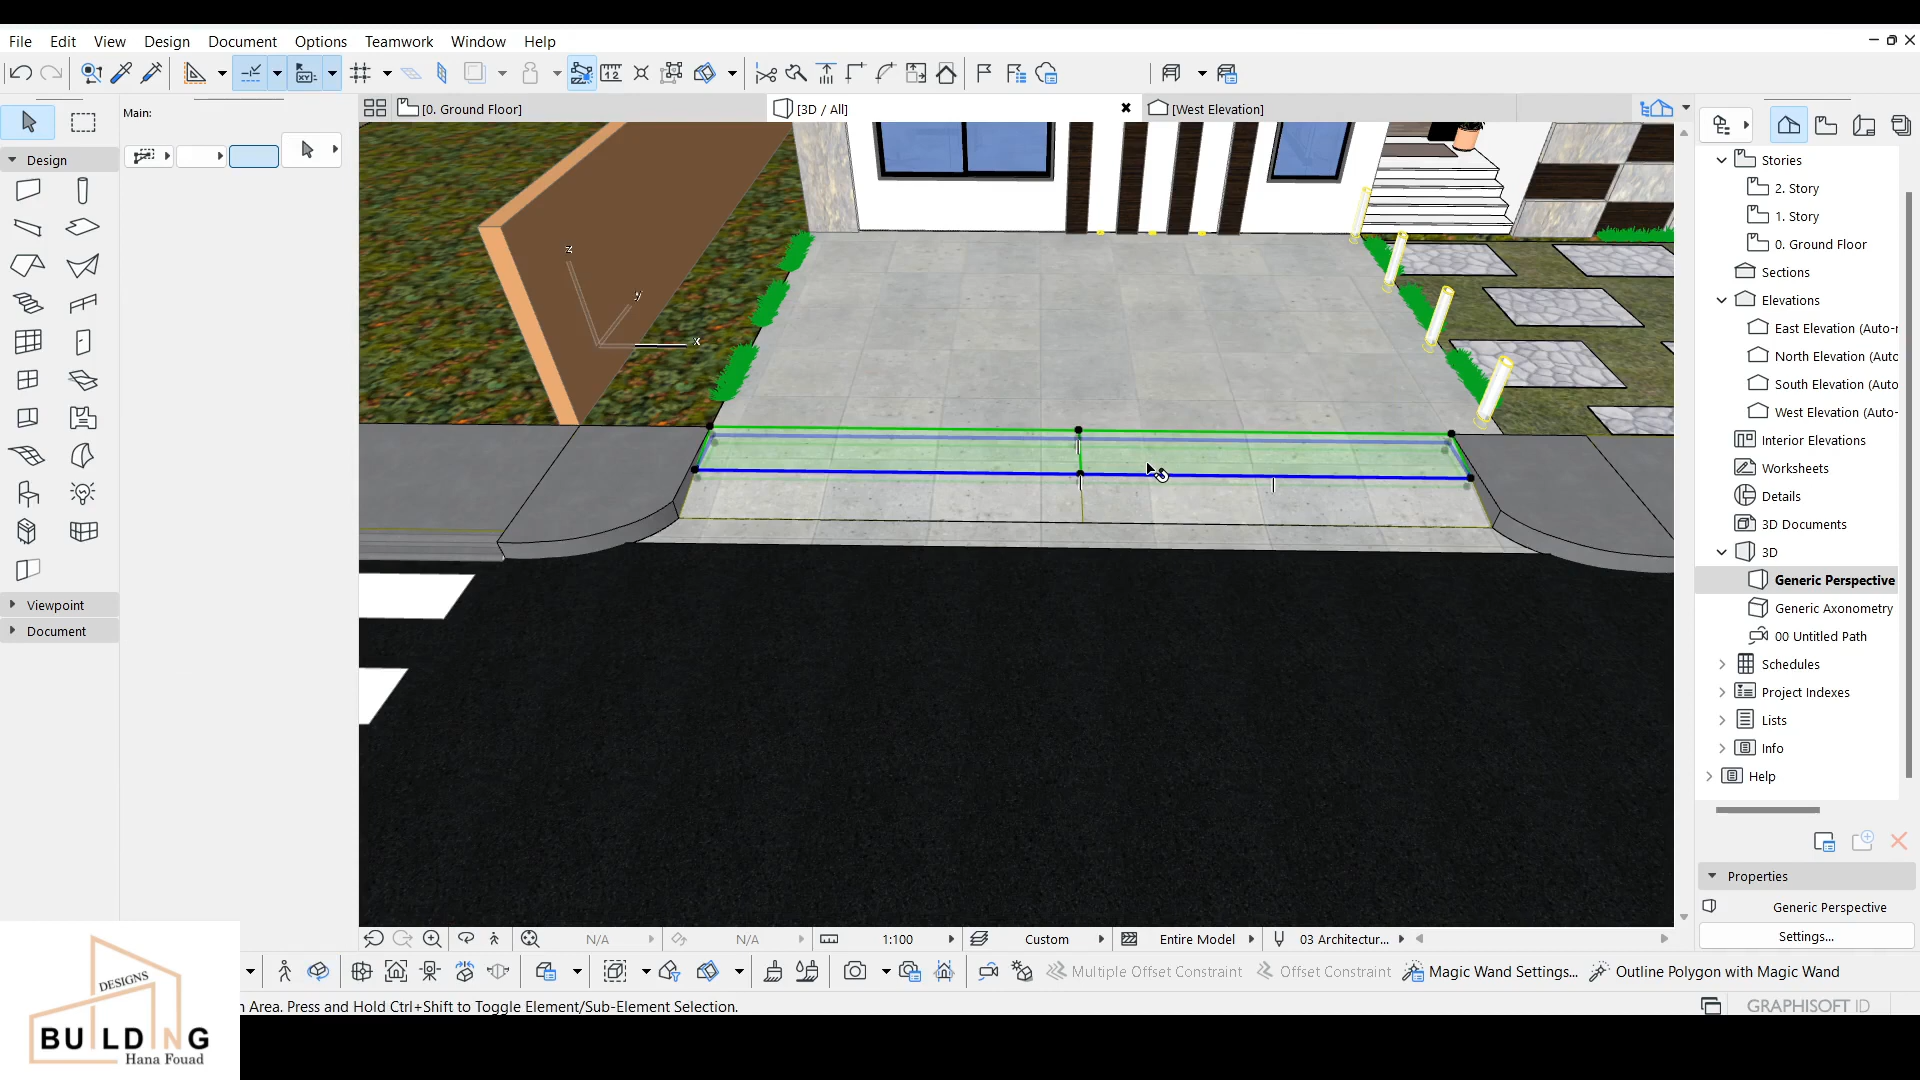 File Edit View Design Document Options Teamwork Window Help
[0. Ground Floor]
[3D / All]
[West Elevation]
Main:
Design
Viewpoint
Document
z
y
x
Stories
2. Story
1. Story
0. Ground Floor
Sections
Elevations
East Elevation (Auto-r
North Elevation (Auto
South Elevation (Auto
West Elevation (Auto-
Interior Elevations
Worksheets
Details
3D Documents
3D
Generic Perspective
Generic Axonometry
00 Untitled Path
Schedules
Project Indexes
Lists
Info
Help
Properties
Generic Perspective
Settings...
N/A N/A 1:100 Custom Entire Model 03 Architectur...
Multiple Offset Constraint Offset Constraint Magic Wand Settings... Outline Polygon with Magic Wand
n Area. Press and Hold Ctrl+Shift to Toggle Element/Sub-Element Selection.
GRAPHISOFT ID
DESIGNS
BUILDING
Hana Fouad